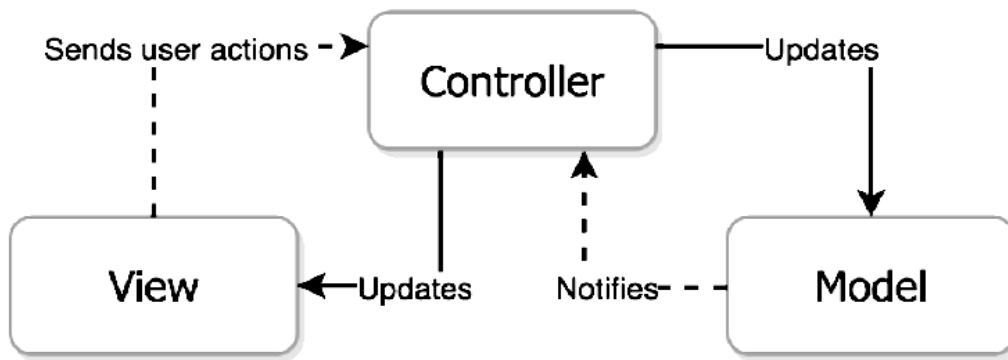 Sends user actions
Controller
Updates
View
Updates
Notifies
Model